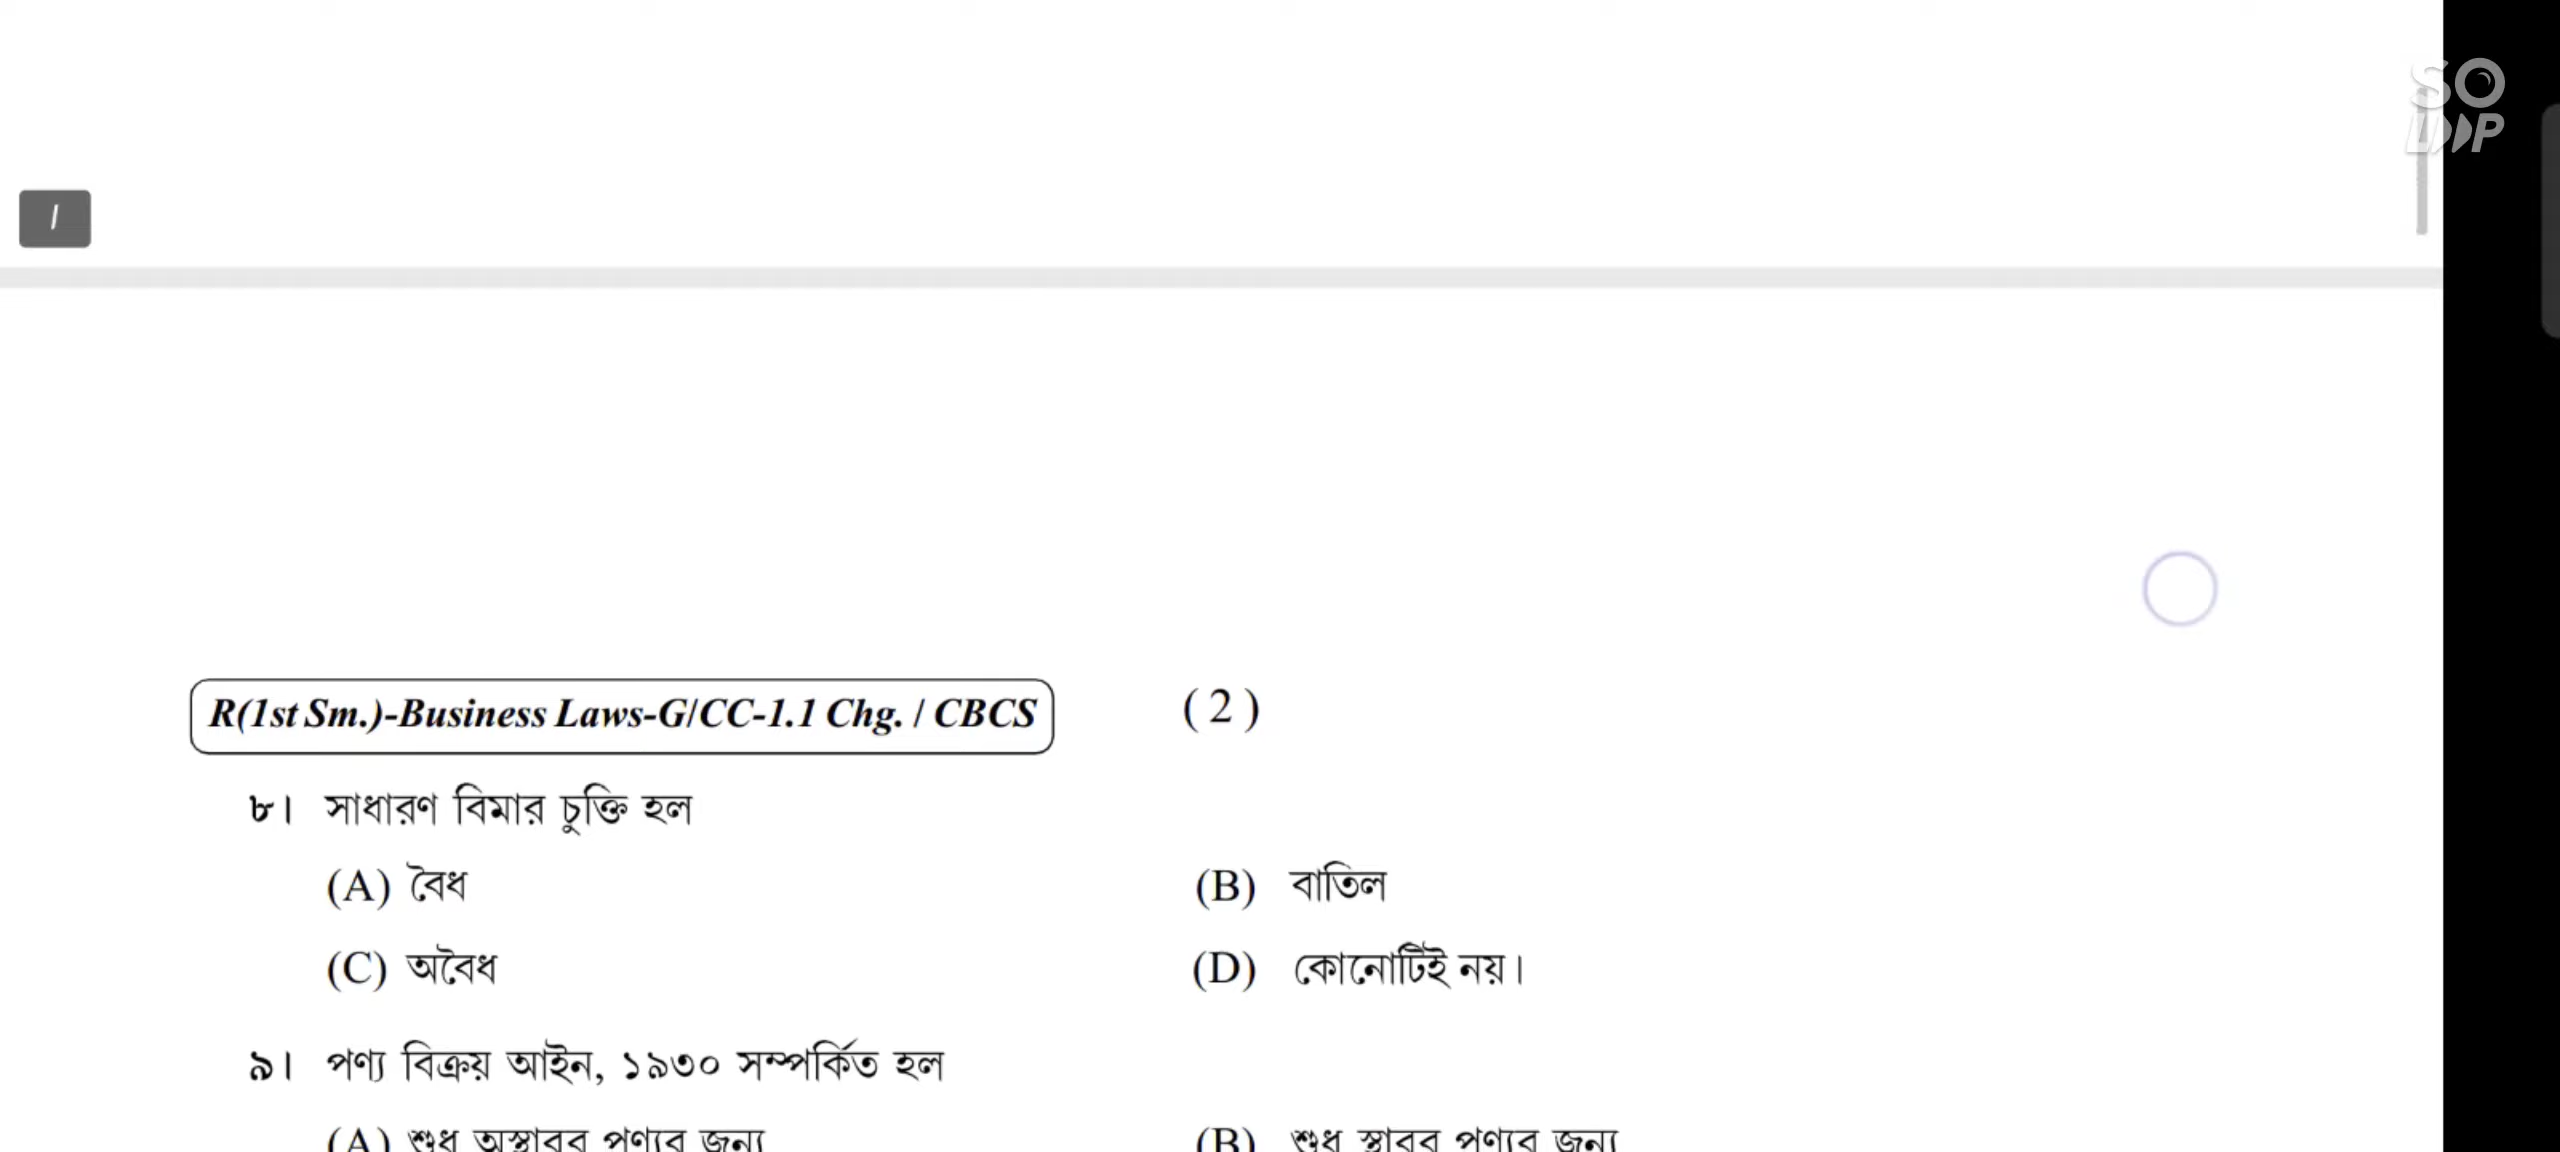 SO
LP
/
R(1st Sm.)-Business Laws-G/CC-1.1 Chg. / CBCS (2)
৮। সাধারণ বিমার চুক্তি হল
(A) বৈধ (B) বাতিল
(C) অবৈধ (D) কোনোটিই নয়।
৯। পণ্য বিক্রয় আইন, ১৯৩০ সম্পর্কিত হল
(A) শুধু অস্থাবর পণ্যের জন্য (B) শুধু স্থাবর পণ্যের জন্য